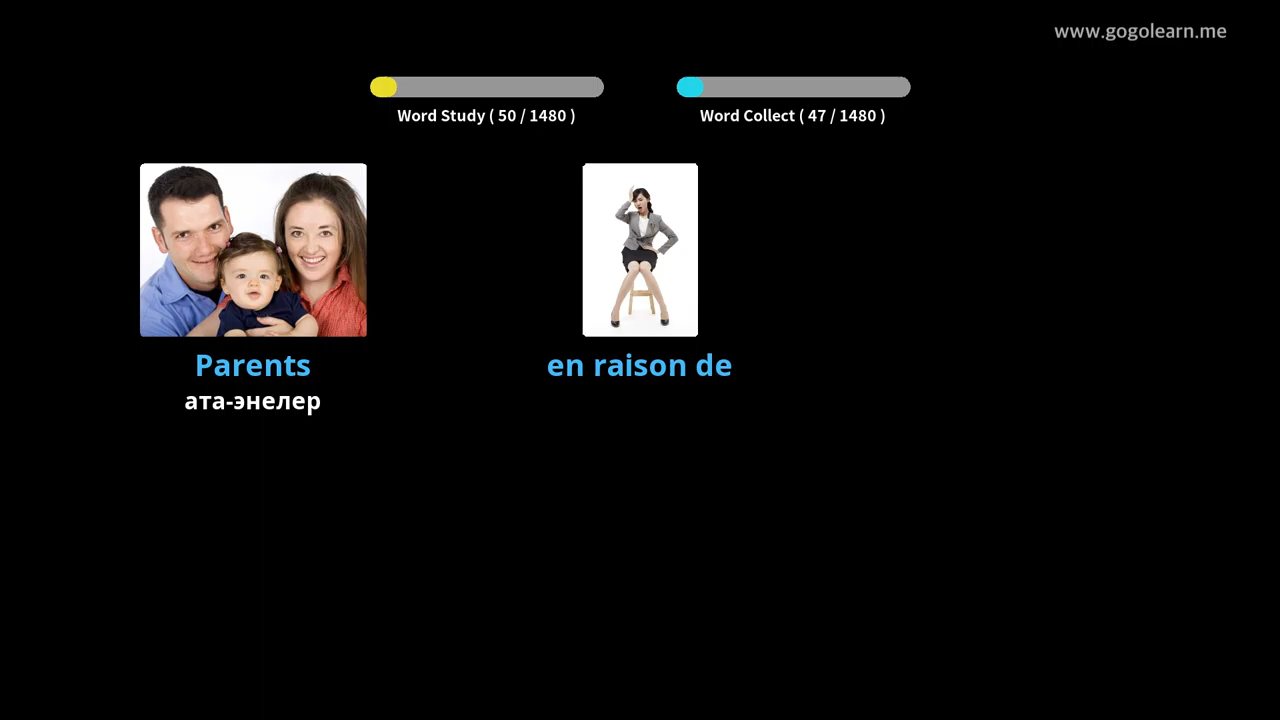 www.gogolearn.me
Word Study ( 50 / 1480 )
Word Collect ( 47 / 1480 )
Parents
ата-энелер
en raison de